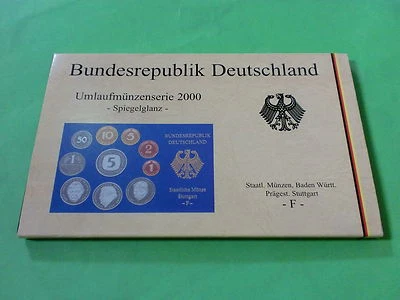 Bundesrepublik Deutschland
Umlaufmünzenserie 2000
- Spiegelglanz -
50
10
5
1
5
2
1
BUNDESREPUBLIK
DEUTSCHLAND
Staatliche Münze
Stuttgart
- F -
Staatl. Münzen, Baden Württ.
Prägest. Stuttgart
- F -